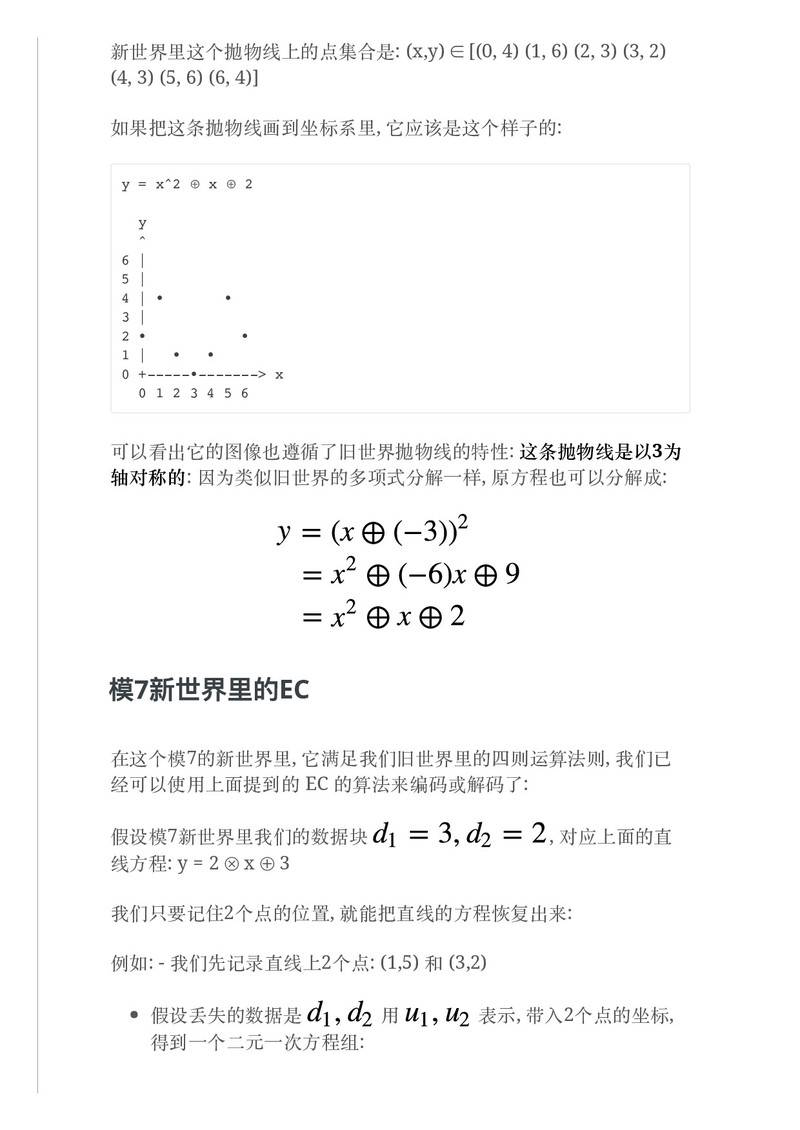 新世界里这个抛物线上的点集合是: (x,y) ∈ [(0, 4) (1, 6) (2, 3) (3, 2)
(4, 3) (5, 6) (6, 4)]
如果把这条抛物线画到坐标系里, 它应该是这个样子的:
y = x^2 ⊕ x ⊕ 2
y
^
6 |
5 |
4 | •       •
3 |
2 •           •
1 |   •   •
0 +-----•-------> x
0 1 2 3 4 5 6
可以看出它的图像也遵循了旧世界抛物线的特性: 这条抛物线是以3为
轴对称的: 因为类似旧世界的多项式分解一样, 原方程也可以分解成:
y = (x ⊕ (−3))²
= x² ⊕ (−6)x ⊕ 9
= x² ⊕ x ⊕ 2
模7新世界里的EC
在这个模7的新世界里, 它满足我们旧世界里的四则运算法则, 我们已
经可以使用上面提到的 EC 的算法来编码或解码了:
假设模7新世界里我们的数据块 d₁ = 3, d₂ = 2, 对应上面的直
线方程: y = 2 ⊗ x ⊕ 3
我们只要记住2个点的位置, 就能把直线的方程恢复出来:
例如: - 我们先记录直线上2个点: (1,5) 和 (3,2)
• 假设丢失的数据是 d₁, d₂ 用 u₁, u₂ 表示, 带入2个点的坐标,
得到一个二元一次方程组: